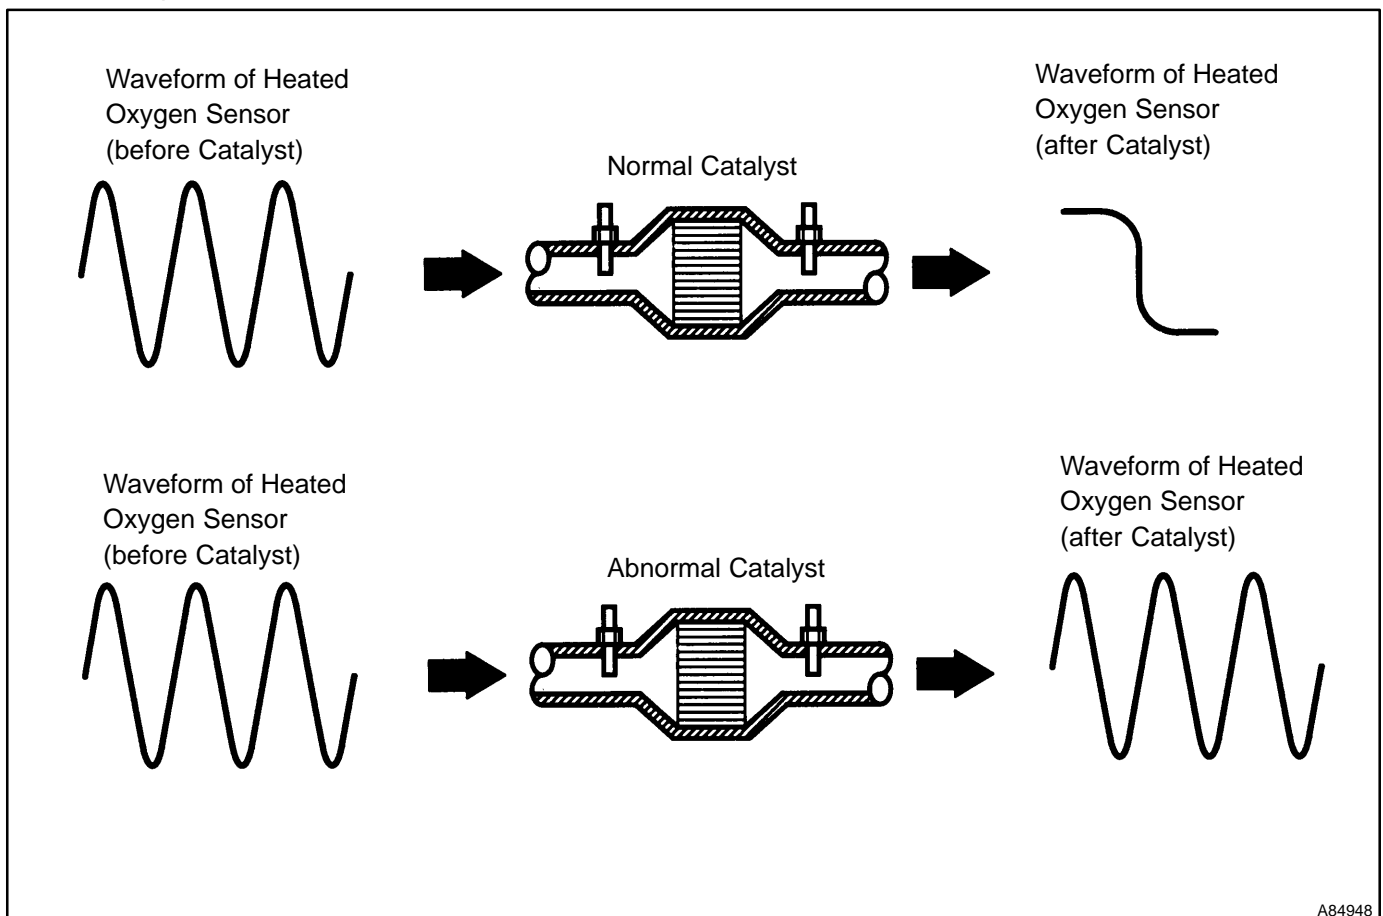 Waveform of Heated
Oxygen Sensor
(before Catalyst)
Normal Catalyst
Waveform of Heated
Oxygen Sensor
(after Catalyst)
Waveform of Heated
Oxygen Sensor
(before Catalyst)
Abnormal Catalyst
Waveform of Heated
Oxygen Sensor
(after Catalyst)
A84948